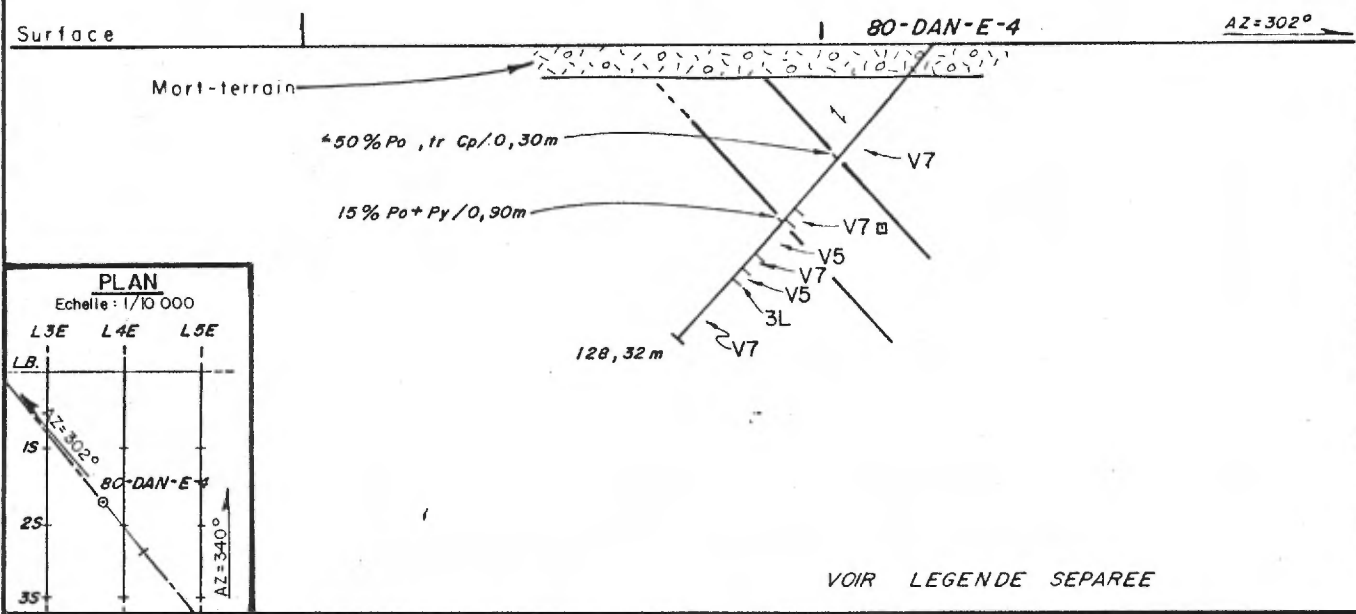 Surface
80-DAN-E-4
AZ=302°
Mort-terrain
50% Po, tr Cp/0,30m
V7
15% Po+ Py/0,90m
V7
V5
V7
V5
3L
V7
128,32m
PLAN
Echelle: 1/10 000
L3E L4E L5E
L.B.
AZ=302°
1S
80-DAN-E-4
2S
AZ=340°
3S
VOIR LEGENDE SEPAREE